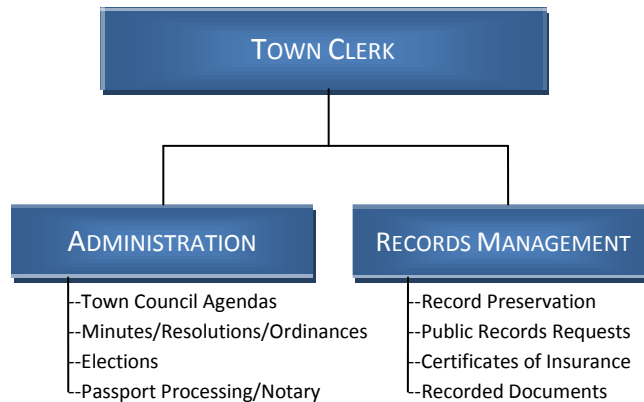 TOWN CLERK
ADMINISTRATION
--Town Council Agendas
--Minutes/Resolutions/Ordinances
--Elections
--Passport Processing/Notary
RECORDS MANAGEMENT
--Record Preservation
--Public Records Requests
--Certificates of Insurance
--Recorded Documents